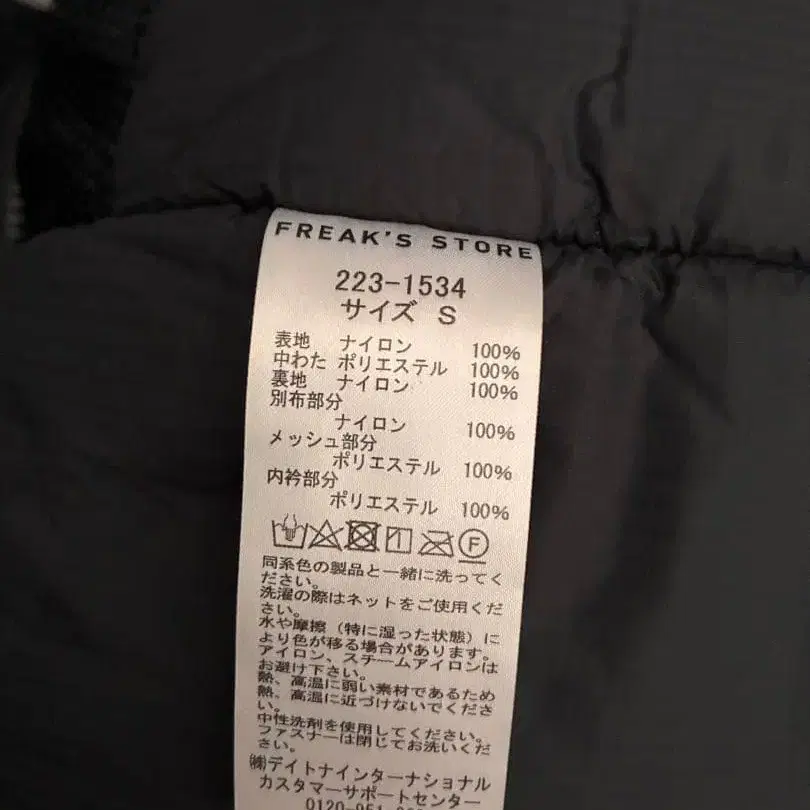 FREAK'S STORE
223-1534
サイズ S
表地 ナイロン 100%
中わた ポリエステル 100%
裏地 ナイロン 100%
別布部分
ナイロン 100%
メッシュ部分
ポリエステル 100%
内衿部分
ポリエステル 100%
F
同系色の製品と一緒に洗ってく
ださい。
洗濯の際はネットをご使用くだ
さい。
水や摩擦（特に湿った状態）に
より色が移る場合があります。
アイロン、スチームアイロンは
お避け下さい。
熱、高温に弱い素材であるため
熱、高温に近づけないでくださ
い。
中性洗剤を使用してください。
ファスナーは閉じてお洗いくだ
さい。
㈱デイトナインターナショナル
カスタマーサポートセンター
0120-951-